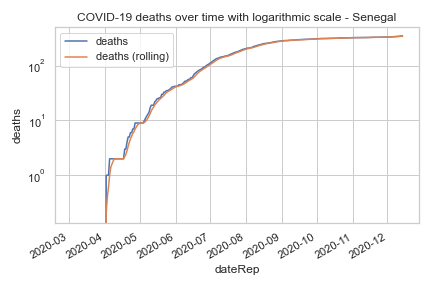 COVID-19 deaths over time with logarithmic scale - Senegal
deaths
deaths (rolling)
10²
10¹
10⁰
deaths
2020-03
2020-04
2020-05
2020-06
2020-07
2020-08
2020-09
2020-10
2020-11
2020-12
dateRep